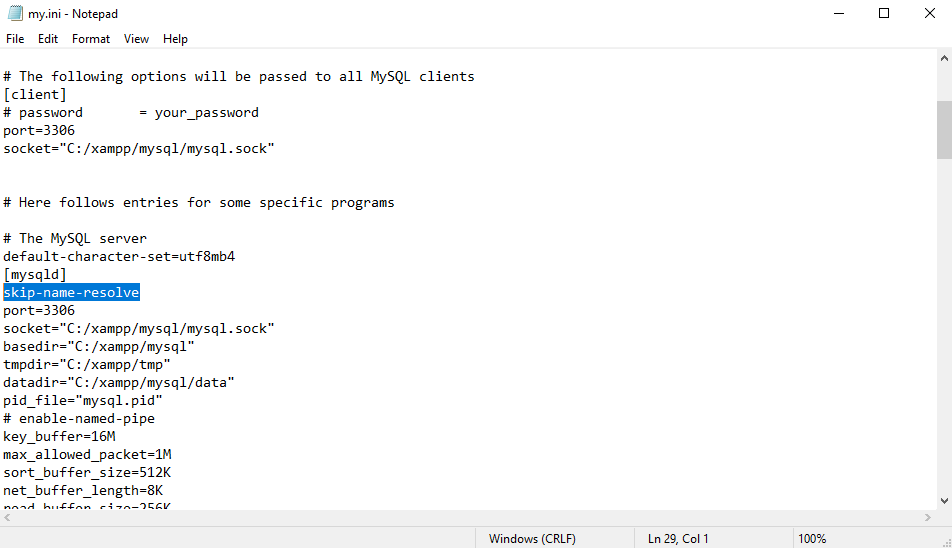 my.ini - Notepad
File Edit Format View Help
# The following options will be passed to all MySQL clients
[client]
# password       = your_password
port=3306
socket="C:/xampp/mysql/mysql.sock"
# Here follows entries for some specific programs
# The MySQL server
default-character-set=utf8mb4
[mysqld]
skip-name-resolve
port=3306
socket="C:/xampp/mysql/mysql.sock"
basedir="C:/xampp/mysql"
tmpdir="C:/xampp/tmp"
datadir="C:/xampp/mysql/data"
pid_file="mysql.pid"
# enable-named-pipe
key_buffer=16M
max_allowed_packet=1M
sort_buffer_size=512K
net_buffer_length=8K
read_buffer_size=256K
Windows (CRLF) Ln 29, Col 1 100%